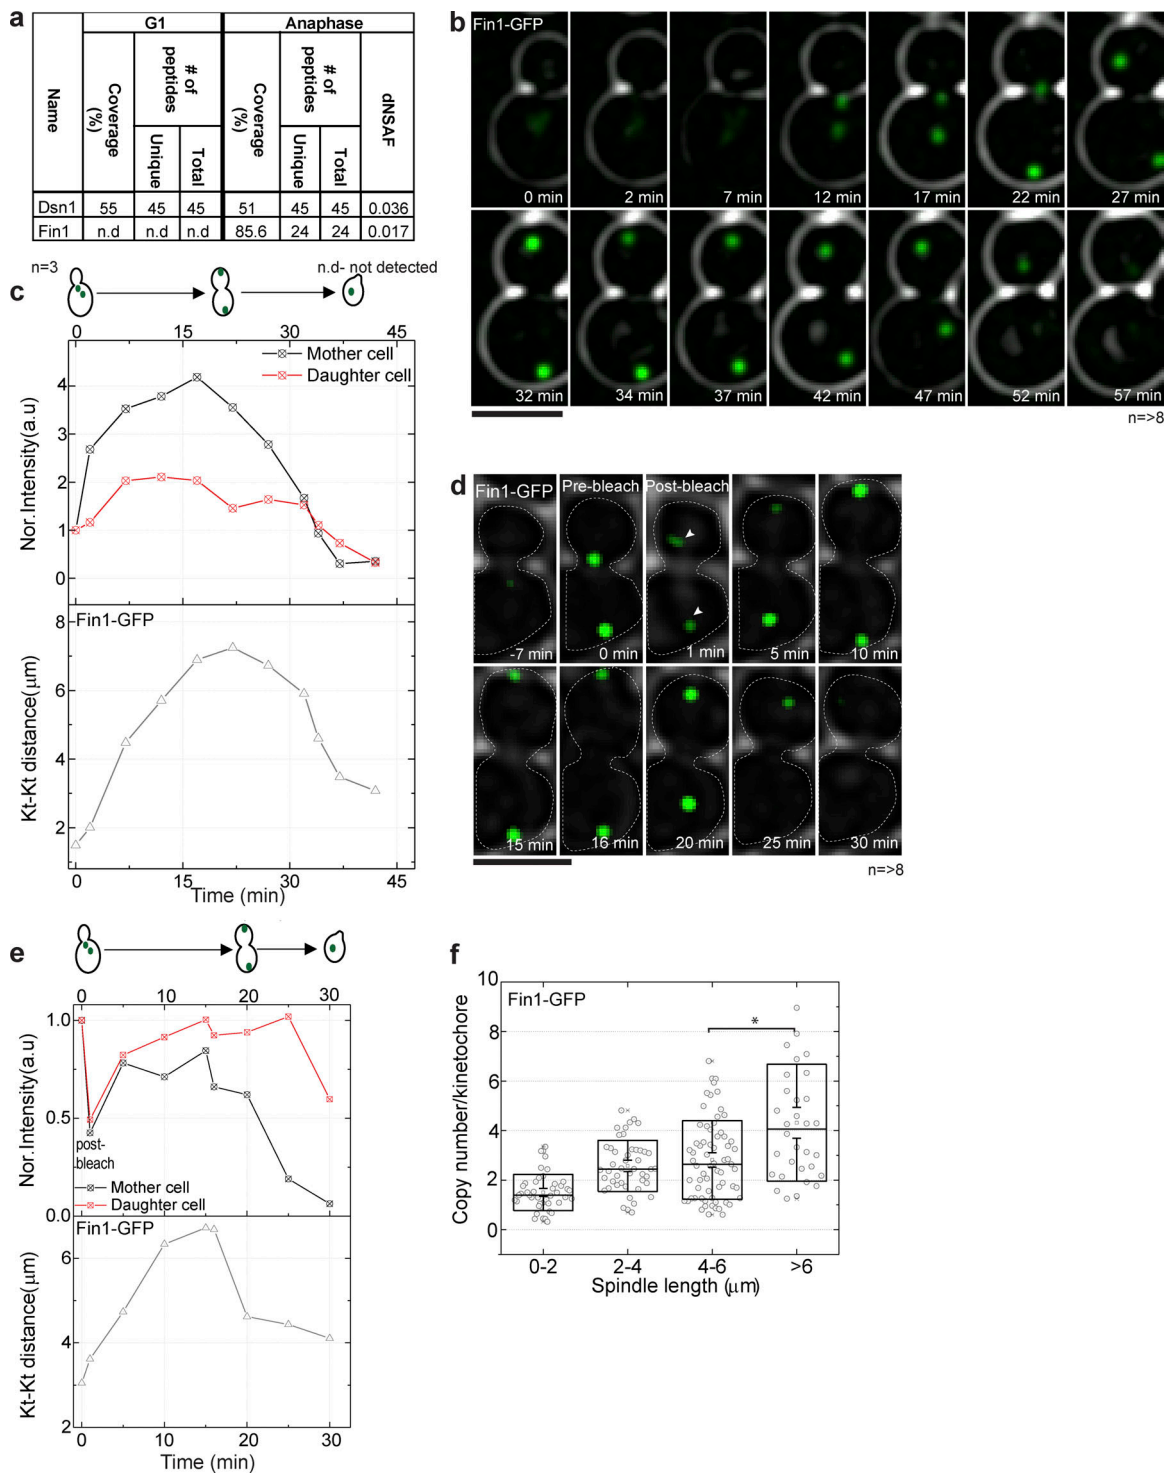 a
G1
Anaphase
Name
Coverage (%)
# of peptides
Unique
Total
Coverage (%)
# of peptides
Unique
Total
dNSAF
Dsn1 55 45 45 51 45 45 0.036
Fin1 n.d n.d n.d 85.6 24 24 0.017
n=3
n.d- not detected
b
Fin1-GFP
0 min 2 min 7 min 12 min 17 min 22 min 27 min
32 min 34 min 37 min 42 min 47 min 52 min 57 min
n=>8
c
0 15 30 45
Mother cell
Daughter cell
Nor.Intensity(a.u)
4
3
2
1
0
Fin1-GFP
Kt-Kt distance(μm)
8
6
4
2
0 15 30 45
Time (min)
d
Fin1-GFP Pre-bleach Post-bleach
-7 min 0 min 1 min 5 min 10 min
15 min 16 min 20 min 25 min 30 min
n=>8
e
0 10 20 30
Nor.Intensity(a.u)
1.0
0.5
0.0
post-
bleach
Mother cell
Daughter cell
Fin1-GFP
Kt-Kt distance(μm)
6
4
2
0 10 20 30
Time (min)
f
Fin1-GFP
*
Copy number/kinetochore
10
8
6
4
2
0
0-2 2-4 4-6 >6
Spindle length (μm)